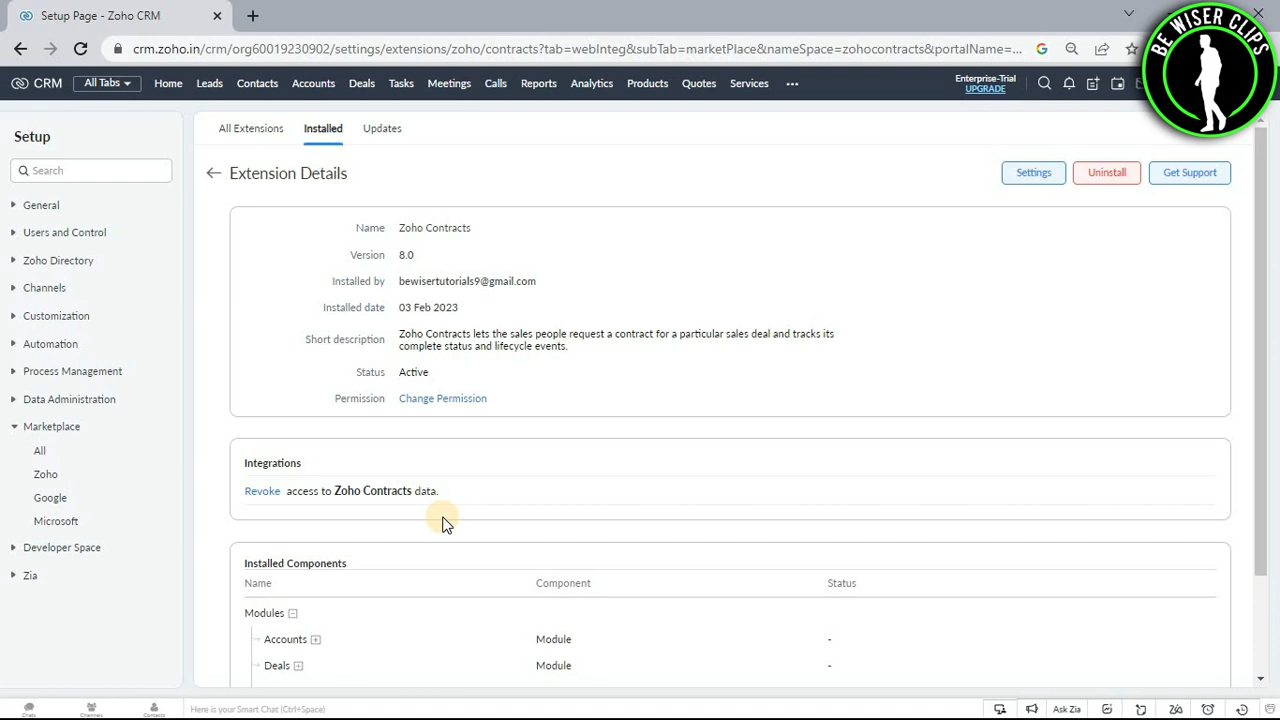 Setup Page - Zoho CRM
crm.zoho.in/crm/org60019230902/settings/extensions/zoho/contracts?tab=webInteg&subTab=marketPlace&nameSpace=zohocontracts&portalName=...
BE WISER CLIPS
CRM All Tabs Home Leads Contacts Accounts Deals Tasks Meetings Calls Reports Analytics Products Quotes Services ... Enterprise-Trial
UPGRADE
Setup
Search
General
Users and Control
Zoho Directory
Channels
Customization
Automation
Process Management
Data Administration
Marketplace
All
Zoho
Google
Microsoft
Developer Space
Zia
All Extensions Installed Updates
Extension Details Settings Uninstall Get Support
Name Zoho Contracts
Version 8.0
Installed by bewisertutorials9@gmail.com
Installed date 03 Feb 2023
Short description Zoho Contracts lets the sales people request a contract for a particular sales deal and tracks its
complete status and lifecycle events.
Status Active
Permission Change Permission
Integrations
Revoke access to Zoho Contracts data.
Installed Components
Name Component Status
Modules
Accounts Module -
Deals Module -
Chats Channels Contacts Here is your Smart Chat (Ctrl+Space) Ask Zia